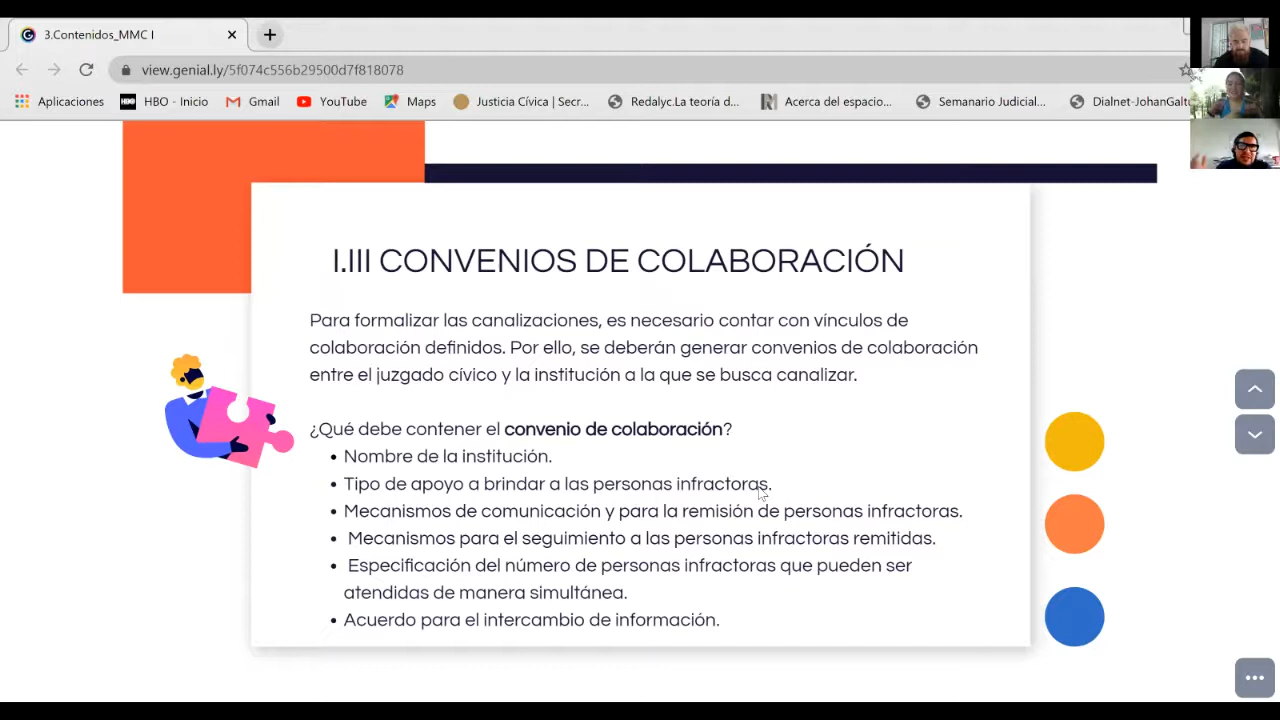 3.Contenidos_MMC I
view.genial.ly/5f074c556b29500d7f818078
Aplicaciones
HBO - Inicio
Gmail
YouTube
Maps
Justicia Cívica | Secr...
Redalyc.La teoría d...
Acerca del espacio...
Semanario Judicial...
Dialnet-JohanGalt
I.III CONVENIOS DE COLABORACIÓN
Para formalizar las canalizaciones, es necesario contar con vínculos de
colaboración definidos. Por ello, se deberán generar convenios de colaboración
entre el juzgado cívico y la institución a la que se busca canalizar.
¿Qué debe contener el convenio de colaboración?
• Nombre de la institución.
• Tipo de apoyo a brindar a las personas infractoras.
• Mecanismos de comunicación y para la remisión de personas infractoras.
• Mecanismos para el seguimiento a las personas infractoras remitidas.
• Especificación del número de personas infractoras que pueden ser
atendidas de manera simultánea.
• Acuerdo para el intercambio de información.